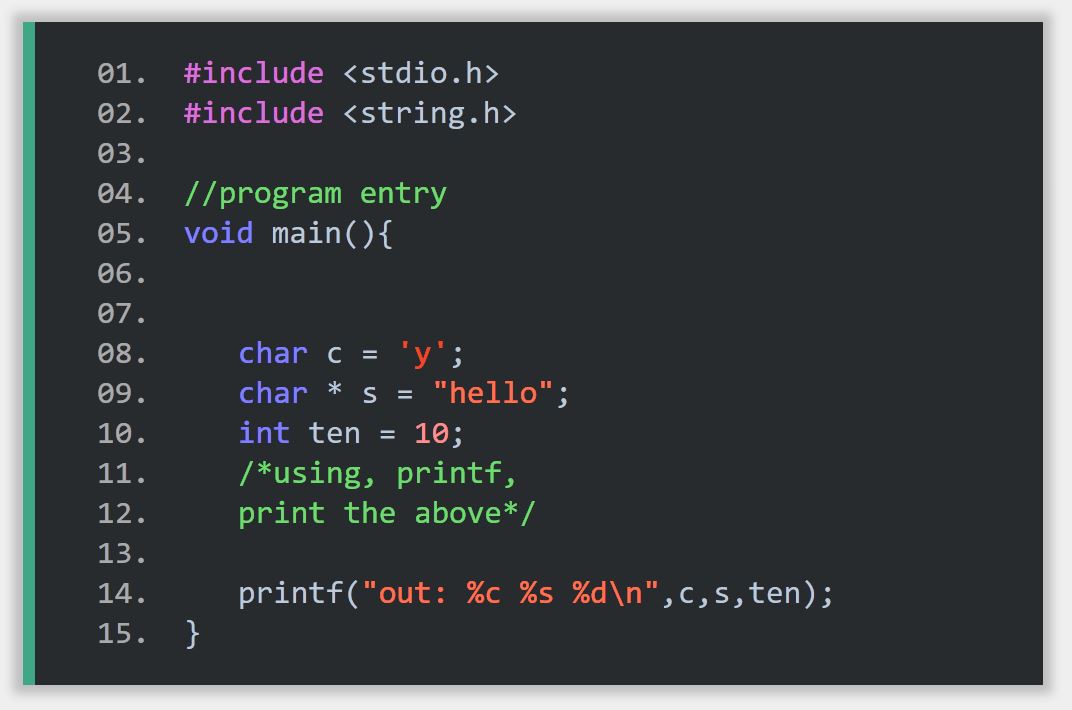 01. #include <stdio.h>
02. #include <string.h>
03.
04. //program entry
05. void main(){
06.
07.
08.    char c = 'y';
09.    char * s = "hello";
10.    int ten = 10;
11.    /*using, printf,
12.    print the above*/
13.
14.    printf("out: %c %s %d\n",c,s,ten);
15. }